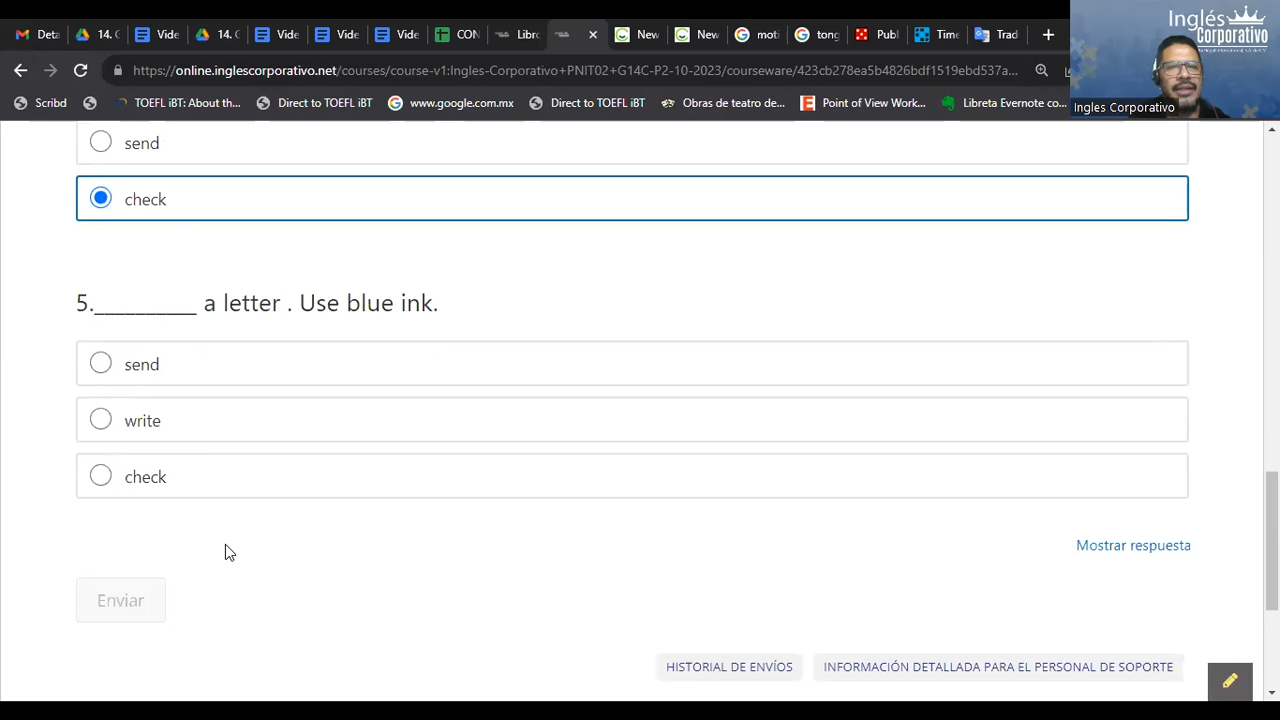 Deta
14. C
Vide
14. C
Vide
Vide
Vide
CON
Libro
New
New
moti
tong
Publ
Time
Trad
https://online.inglescorporativo.net/courses/course-v1:Ingles-Corporativo+PNIT02+G14C-P2-10-2023/courseware/423cb278ea5b4826bdf1519ebd537a...
Scribd
TOEFL iBT: About th...
Direct to TOEFL iBT
www.google.com.mx
Direct to TOEFL iBT
Obras de teatro de...
Point of View Work...
Libreta Evernote co...
Inglés
Corporativo
Ingles Corporativo
send
check
5.__________ a letter . Use blue ink.
send
write
check
Mostrar respuesta
Enviar
HISTORIAL DE ENVÍOS
INFORMACIÓN DETALLADA PARA EL PERSONAL DE SOPORTE